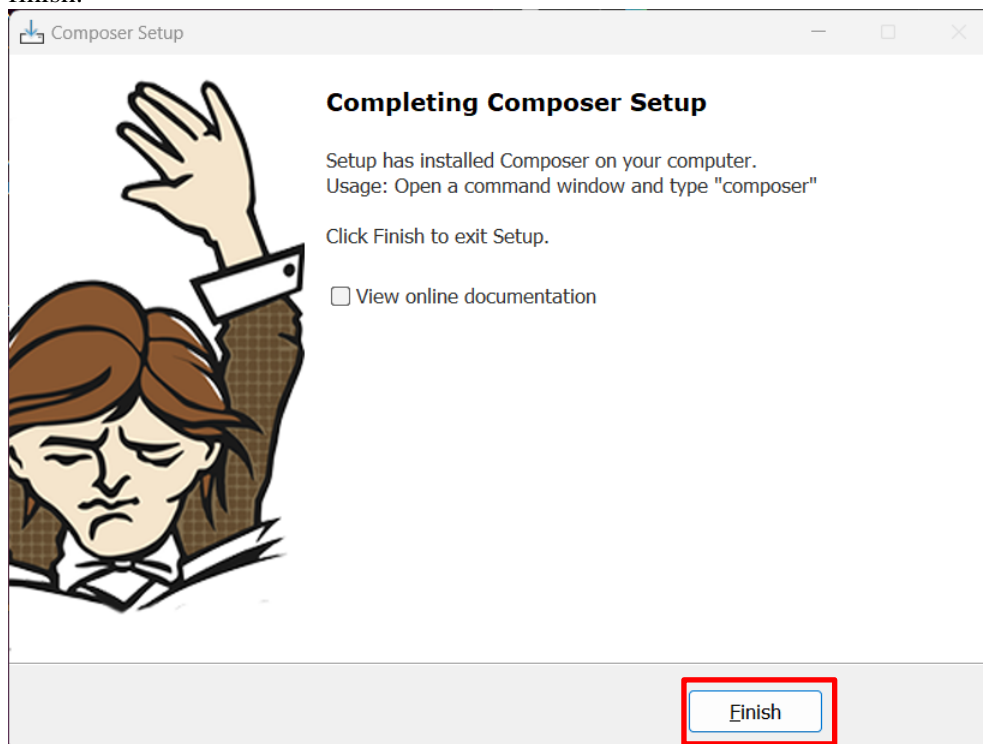 finish.
Composer Setup
Completing Composer Setup
Setup has installed Composer on your computer.
Usage: Open a command window and type "composer"
Click Finish to exit Setup.
View online documentation
Finish